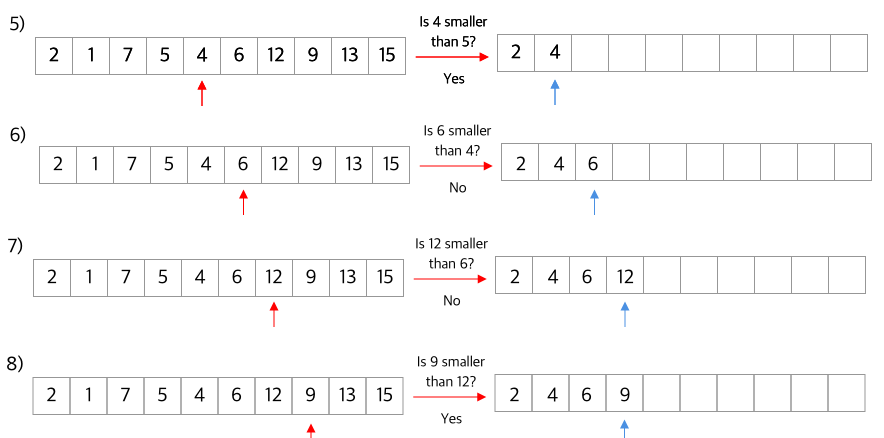 5)
Is 4 smaller
than 5?
2 1 7 5 4 6 12 9 13 15
2 4
Yes
6)
Is 6 smaller
than 4?
2 1 7 5 4 6 12 9 13 15
2 4 6
No
7)
Is 12 smaller
than 6?
2 1 7 5 4 6 12 9 13 15
2 4 6 12
No
8)
Is 9 smaller
than 12?
2 1 7 5 4 6 12 9 13 15
2 4 6 9
Yes